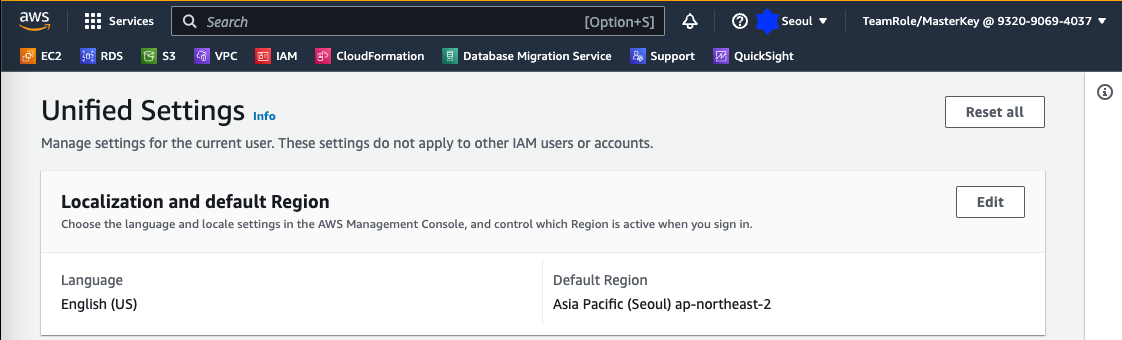 aws Services Search [Option+S] Seoul TeamRole/MasterKey @ 9320-9069-4037
EC2 RDS S3 VPC IAM CloudFormation Database Migration Service Support QuickSight
Unified Settings Info
Reset all
Manage settings for the current user. These settings do not apply to other IAM users or accounts.
Localization and default Region
Edit
Choose the language and locale settings in the AWS Management Console, and control which Region is active when you sign in.
Language
English (US)
Default Region
Asia Pacific (Seoul) ap-northeast-2